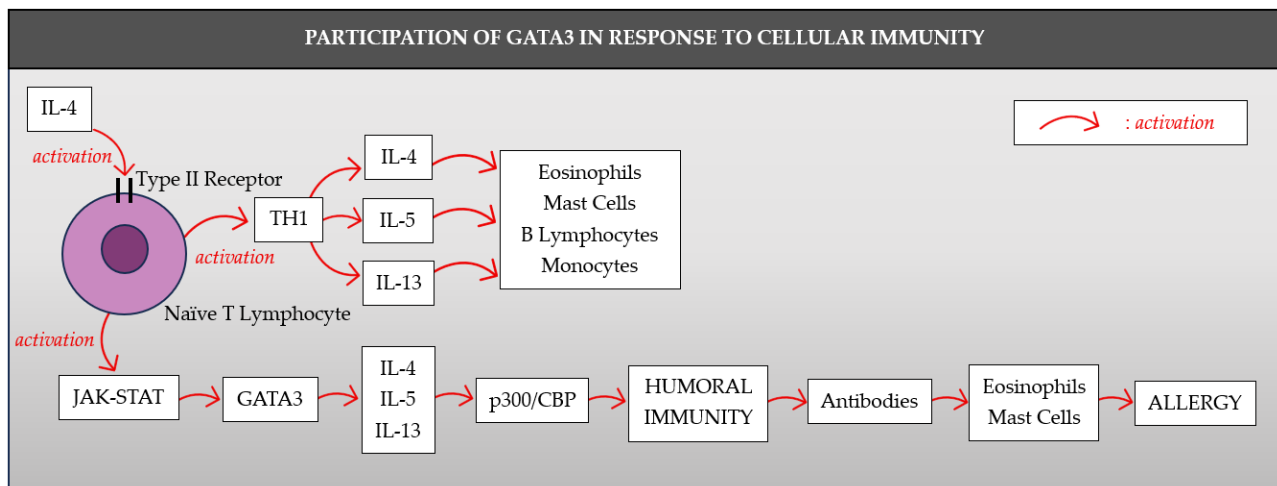 PARTICIPATION OF GATA3 IN RESPONSE TO CELLULAR IMMUNITY
IL-4
: activation
activation
Type II Receptor
TH1
activation
Naïve T Lymphocyte
IL-4
IL-5
IL-13
Eosinophils
Mast Cells
B Lymphocytes
Monocytes
activation
JAK-STAT
GATA3
IL-4
IL-5
IL-13
p300/CBP
HUMORAL
IMMUNITY
Antibodies
Eosinophils
Mast Cells
ALLERGY